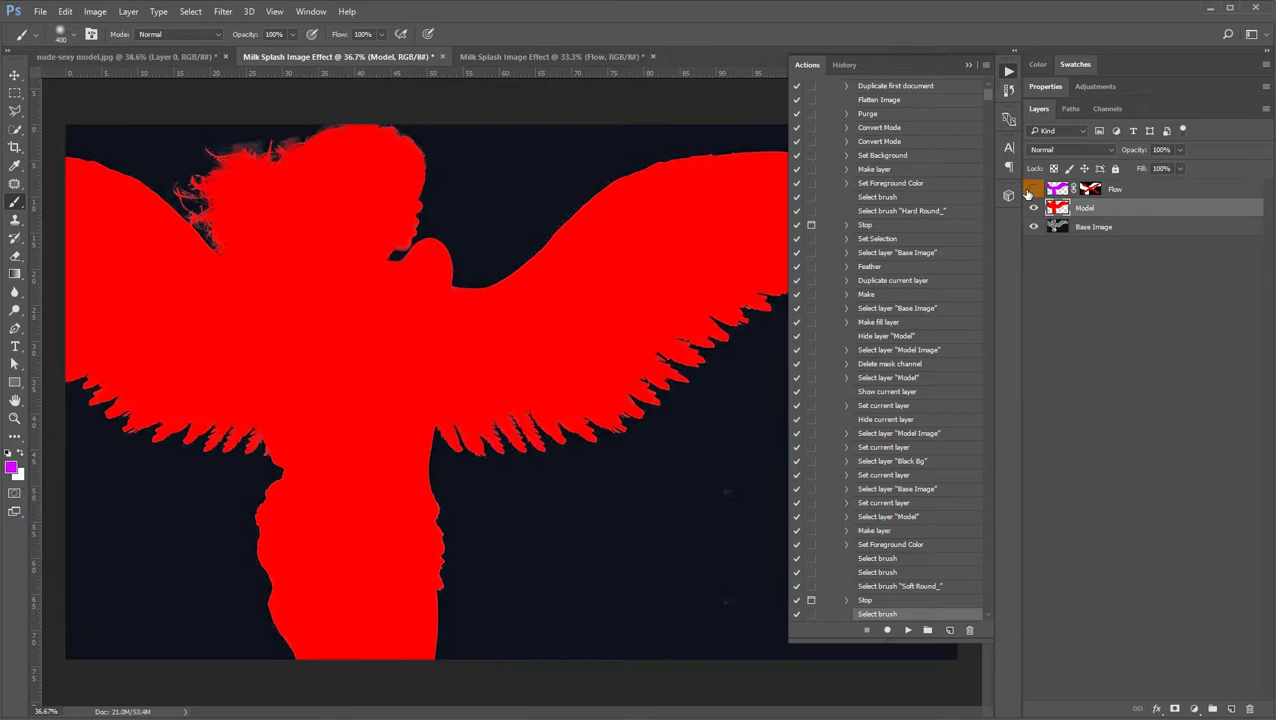 Ps File Edit Image Layer Type Select Filter 3D View Window Help
400 Mode: Normal Opacity: 100% Flow: 100%
nude-sexy model.jpg @ 38.6% (Layer 0, RGB/8#) * × Milk Splash Image Effect @ 36.7% (Model, RGB/8#) * × Milk Splash Image Effect @ 33.3% (Flow, RGB/8#) * ×
Actions History
Duplicate first document
Flatten Image
Purge
Convert Mode
Convert Mode
Set Background
Make layer
Set Foreground Color
Select brush
Select brush "Hard Round_"
Stop
Set Selection
Select layer "Base Image"
Feather
Duplicate current layer
Make
Select layer "Base Image"
Make fill layer
Hide layer "Model"
Select layer "Model Image"
Delete mask channel
Select layer "Model"
Show current layer
Set current layer
Hide current layer
Select layer "Model Image"
Set current layer
Select layer "Black Bg"
Set current layer
Select layer "Base Image"
Set current layer
Select layer "Model"
Make layer
Set Foreground Color
Select brush
Select brush
Select brush "Soft Round_"
Stop
Select brush
Color Swatches
Properties Adjustments
Layers Paths Channels
Kind
Normal Opacity: 100%
Lock: Fill: 100%
Flow
Model
Base Image
36.67% Doc: 21.0M/53.4M